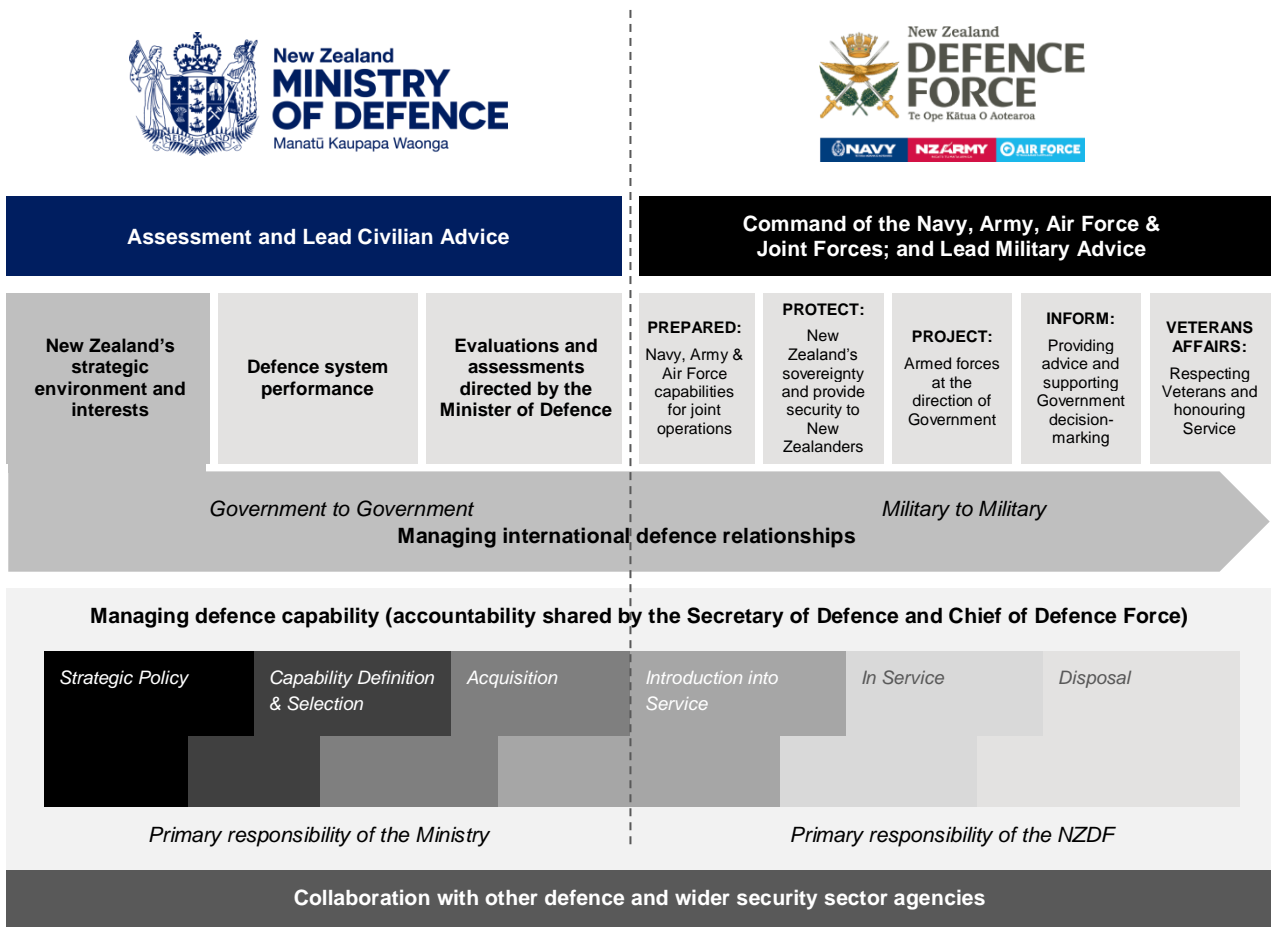 New Zealand
MINISTRY
OF DEFENCE
Manatū Kaupapa Waonga
NEW ZEALAND
New Zealand
DEFENCE
FORCE
Te Ope Kātua O Aotearoa
NAVY
NZARMY
AIR FORCE
Assessment and Lead Civilian Advice
Command of the Navy, Army, Air Force &
Joint Forces; and Lead Military Advice
New Zealand’s
strategic
environment and
interests
Defence system
performance
Evaluations and
assessments
directed by the
Minister of Defence
PREPARED:
Navy, Army &
Air Force
capabilities
for joint
operations
PROTECT:
New
Zealand’s
sovereignty
and provide
security to
New
Zealanders
PROJECT:
Armed forces
at the
direction of
Government
INFORM:
Providing
advice and
supporting
Government
decision-
marking
VETERANS
AFFAIRS:
Respecting
Veterans and
honouring
Service
Government to Government
Military to Military
Managing international defence relationships
Managing defence capability (accountability shared by the Secretary of Defence and Chief of Defence Force)
Strategic Policy
Capability Definition
& Selection
Acquisition
Introduction into
Service
In Service
Disposal
Primary responsibility of the Ministry
Primary responsibility of the NZDF
Collaboration with other defence and wider security sector agencies